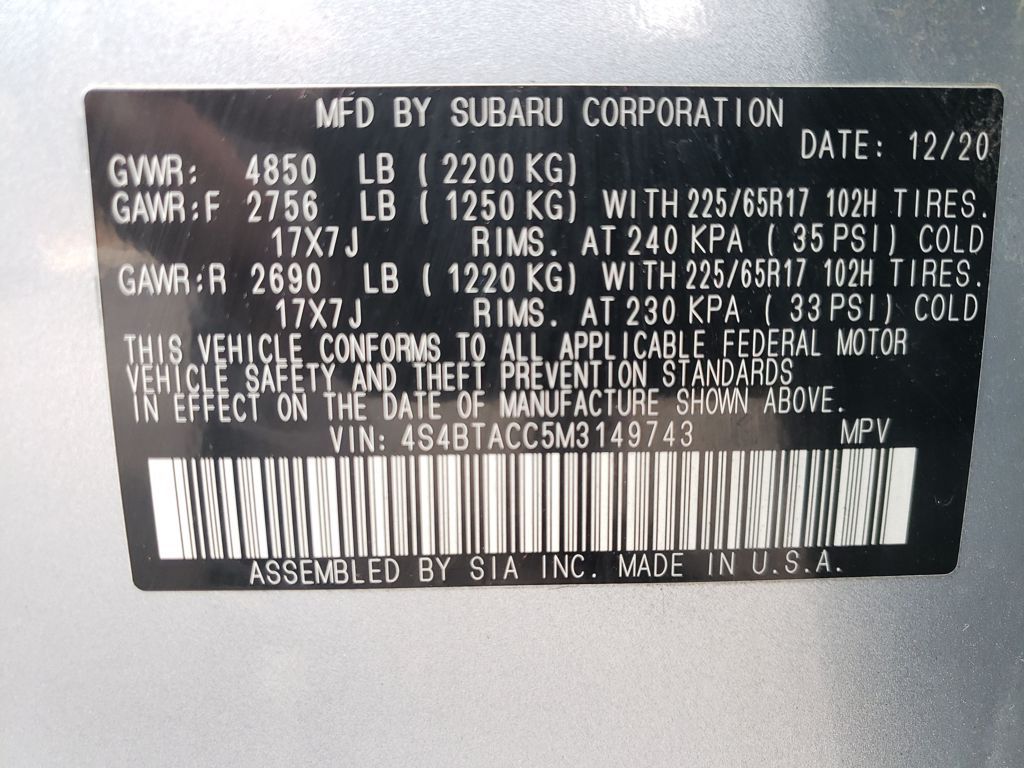 MFD BY SUBARU CORPORATION
DATE: 12/20
GVWR: 4850 LB ( 2200 KG)
GAWR:F 2756 LB ( 1250 KG) WITH 225/65R17 102H TIRES.
17X7J RIMS. AT 240 KPA ( 35 PSI) COLD
GAWR:R 2690 LB ( 1220 KG) WITH 225/65R17 102H TIRES.
17X7J RIMS. AT 230 KPA ( 33 PSI) COLD
THIS VEHICLE CONFORMS TO ALL APPLICABLE FEDERAL MOTOR
VEHICLE SAFETY AND THEFT PREVENTION STANDARDS
IN EFFECT ON THE DATE OF MANUFACTURE SHOWN ABOVE.
VIN: 4S4BTACC5M3149743 MPV
ASSEMBLED BY SIA INC. MADE IN U.S.A.